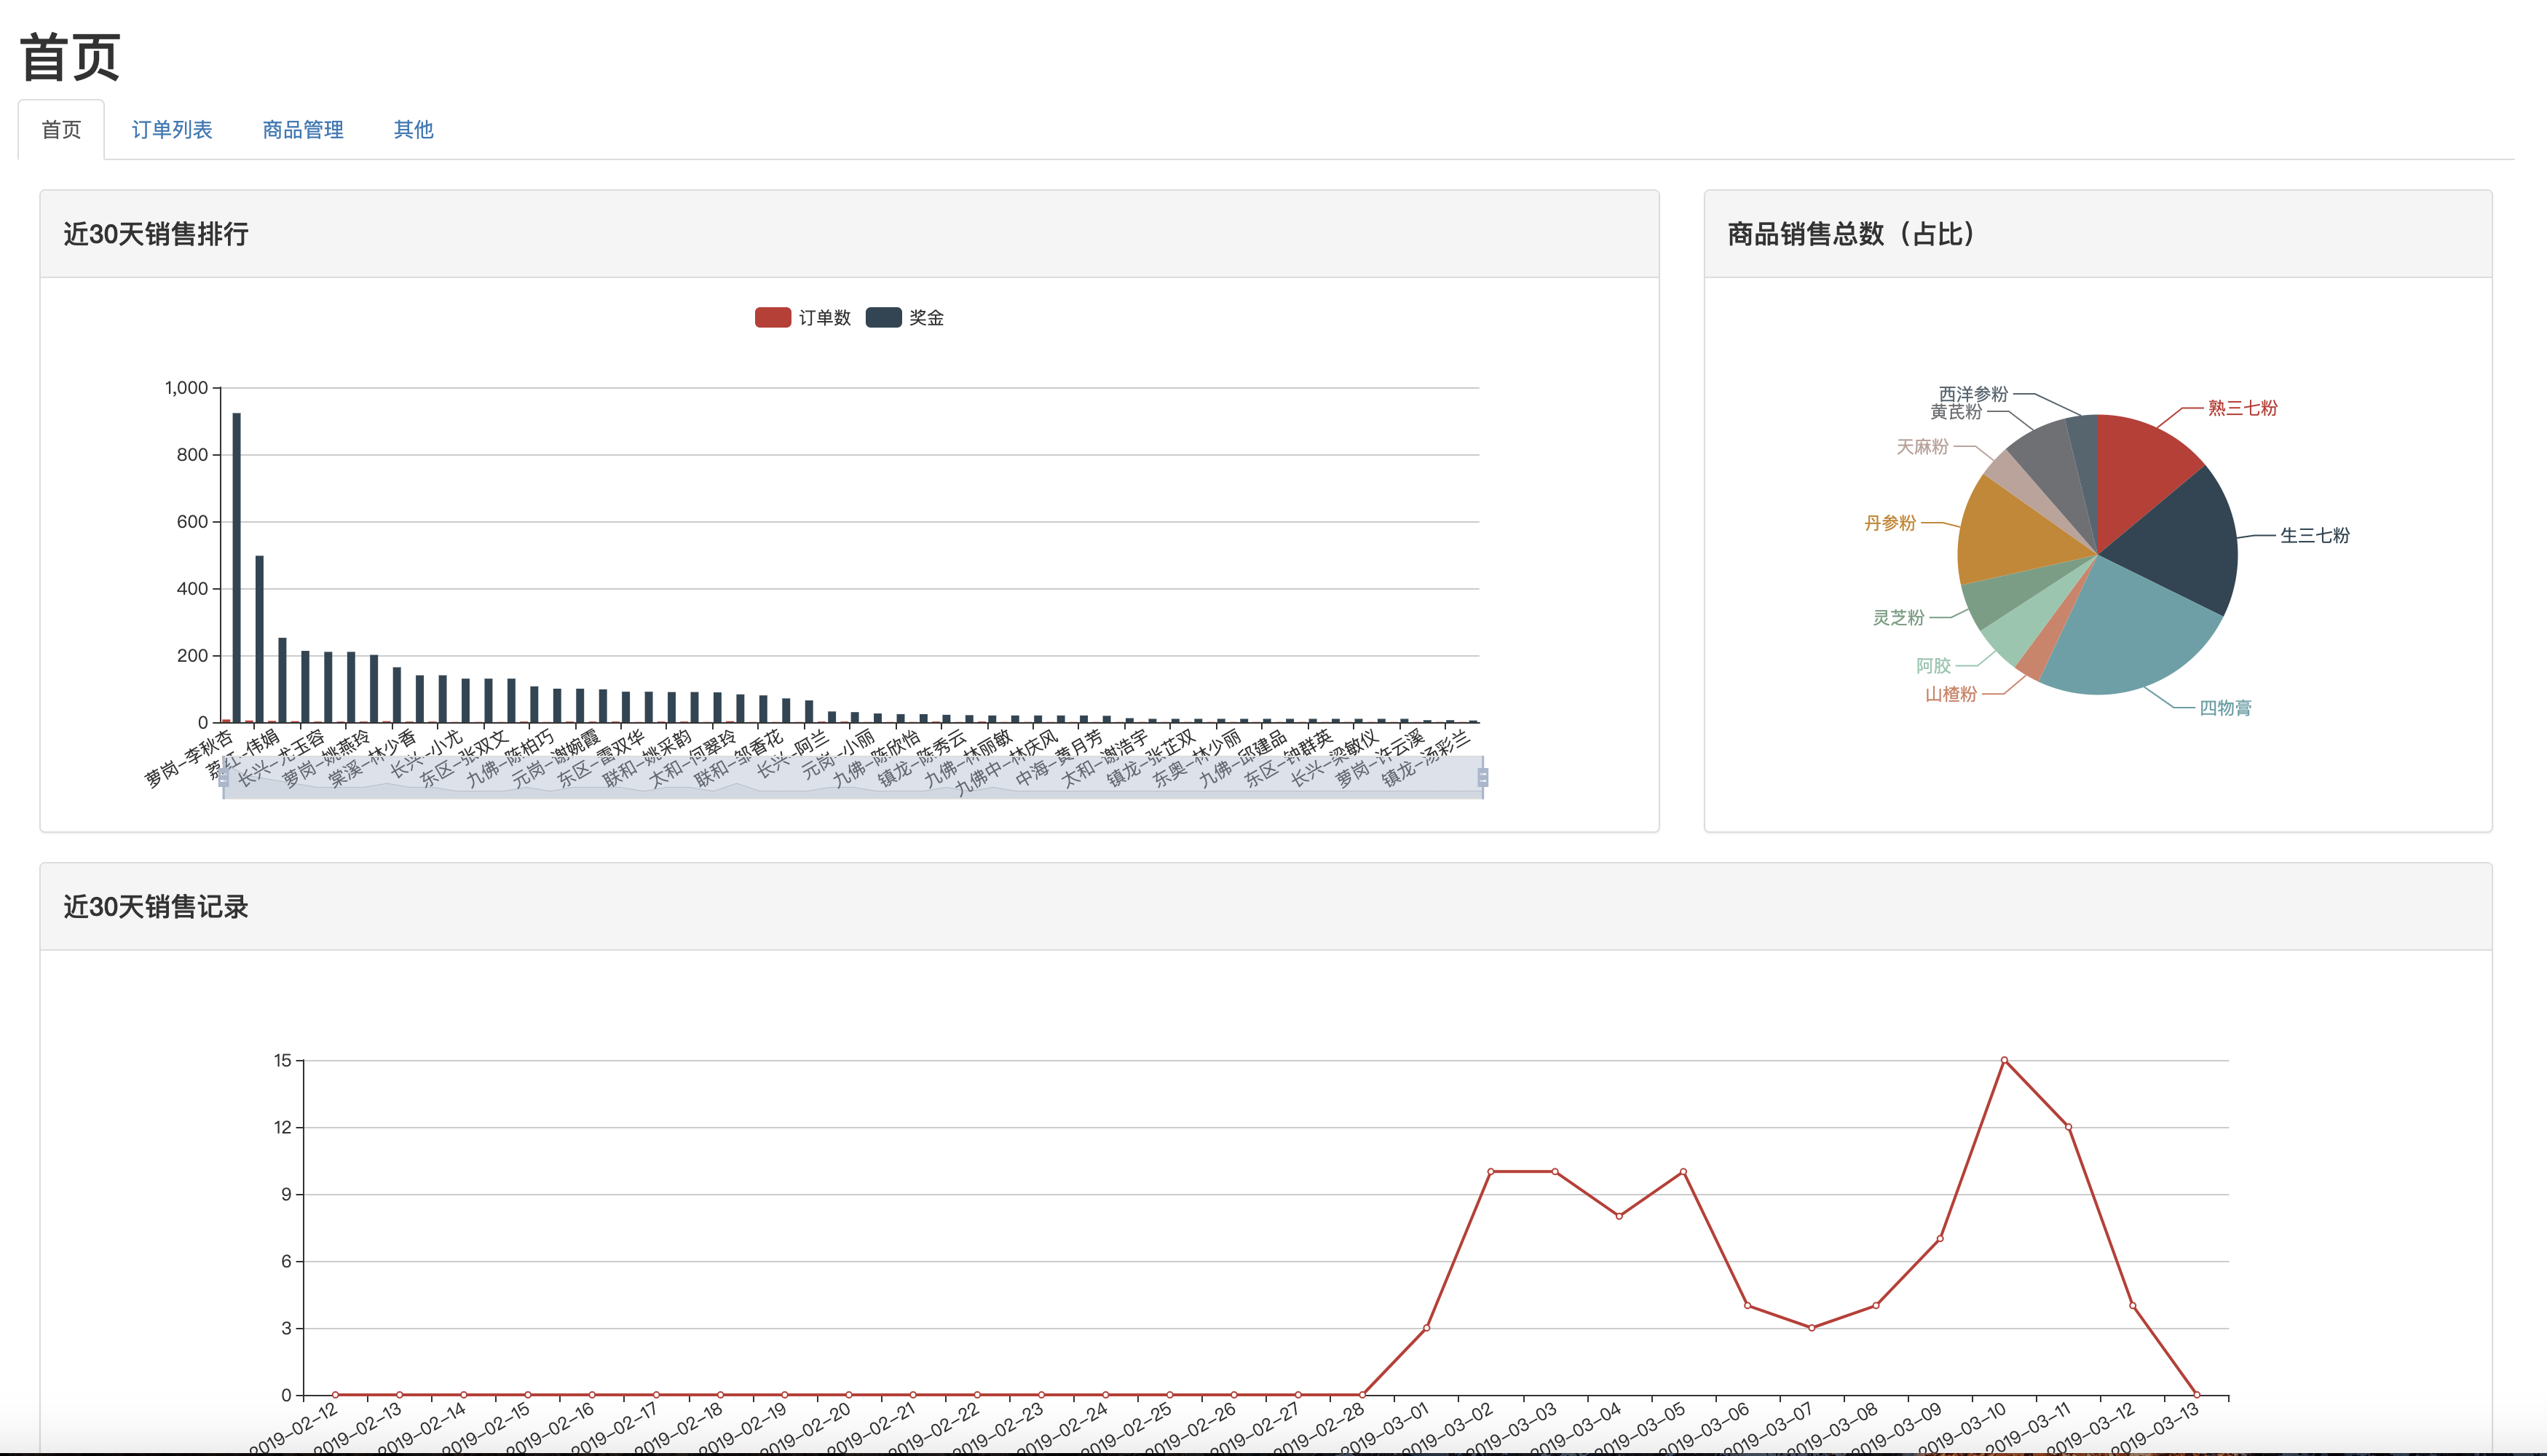 首页
首页 订单列表 商品管理 其他
近30天销售排行
订单数 奖金
1,000
800
600
400
200
0
萝岗-李秋杏
荔红-伟娟
长兴-尤玉容
萝岗-姚燕玲
棠溪-林少香
长兴-小尤
东区-张双文
九佛-陈柏巧
元岗-谢婉霞
东区-雷双华
联和-姚采韵
太和-何翠玲
联和-邹香花
长兴-阿兰
元岗-小丽
九佛-陈欣怡
镇龙-陈秀云
九佛-林丽敏
九佛中-林庆风
中海-黄月芳
太和-谢浩宇
镇龙-张芷双
东奥-林少丽
九佛-邱建品
东区-钟群英
长兴-梁敏仪
萝岗-许云溪
镇龙-汤彩兰
商品销售总数（占比）
西洋参粉
熟三七粉
黄芪粉
天麻粉
丹参粉
生三七粉
灵芝粉
阿胶
山楂粉
四物膏
近30天销售记录
15
12
9
6
3
0
2019-02-12
2019-02-13
2019-02-14
2019-02-15
2019-02-16
2019-02-17
2019-02-18
2019-02-19
2019-02-20
2019-02-21
2019-02-22
2019-02-23
2019-02-24
2019-02-25
2019-02-26
2019-02-27
2019-02-28
2019-03-01
2019-03-02
2019-03-03
2019-03-04
2019-03-05
2019-03-06
2019-03-07
2019-03-08
2019-03-09
2019-03-10
2019-03-11
2019-03-12
2019-03-13